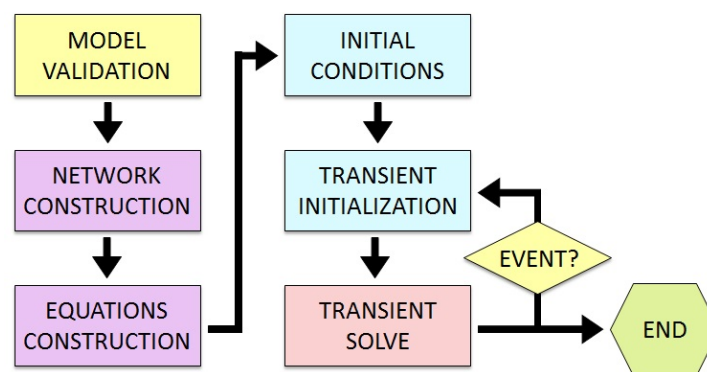 MODEL
VALIDATION
NETWORK
CONSTRUCTION
EQUATIONS
CONSTRUCTION
INITIAL
CONDITIONS
TRANSIENT
INITIALIZATION
TRANSIENT
SOLVE
EVENT?
END